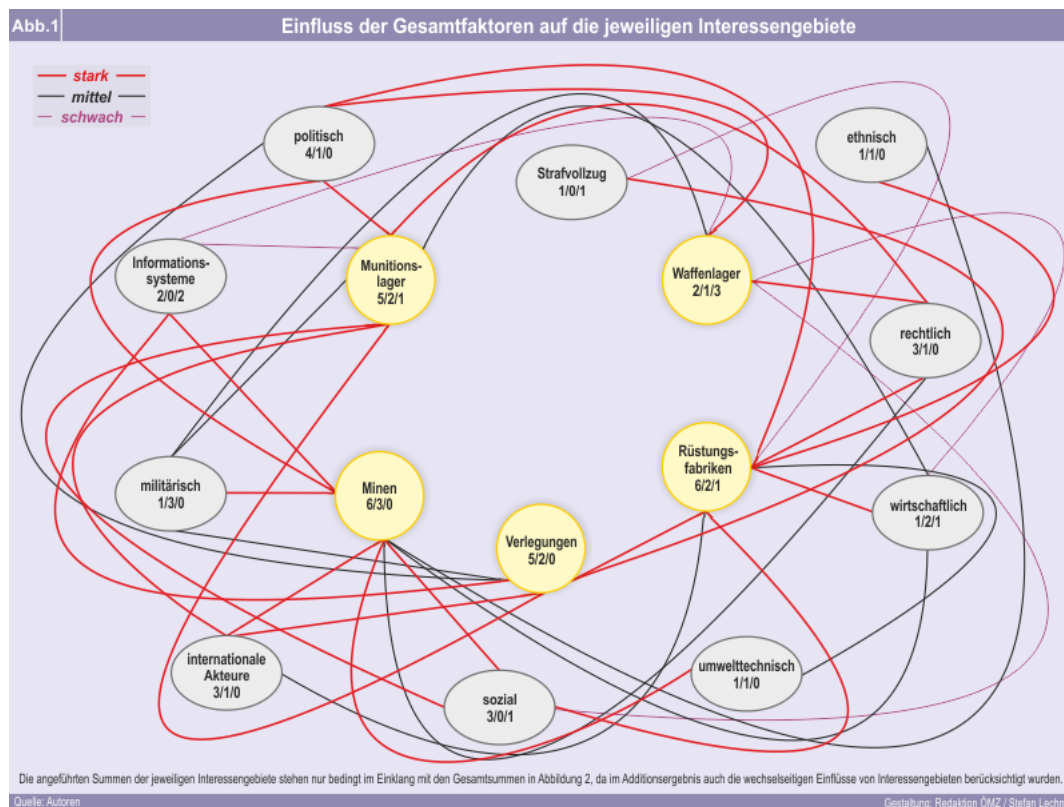 Abb.1
Einfluss der Gesamtfaktoren auf die jeweiligen Interessengebiete
stark
mittel
schwach
politisch
4/1/0
ethnisch
1/1/0
Strafvollzug
1/0/1
Informations-
systeme
2/0/2
Munitions-
lager
5/2/1
Waffenlager
2/1/3
rechtlich
3/1/0
militärisch
1/3/0
Minen
6/3/0
Rüstungs-
fabriken
6/2/1
wirtschaftlich
1/2/1
Verlegungen
5/2/0
internationale
Akteure
3/1/0
sozial
3/0/1
umwelttechnisch
1/1/0
Die angeführten Summen der jeweiligen Interessengebiete stehen nur bedingt im Einklang mit den Gesamtsummen in Abbildung 2, da im Additionsergebnis auch die wechselseitigen Einflüsse von Interessengebieten berücksichtigt wurden.
Quelle: Autoren
Gestaltung: Redaktion ÖMZ / Stefan